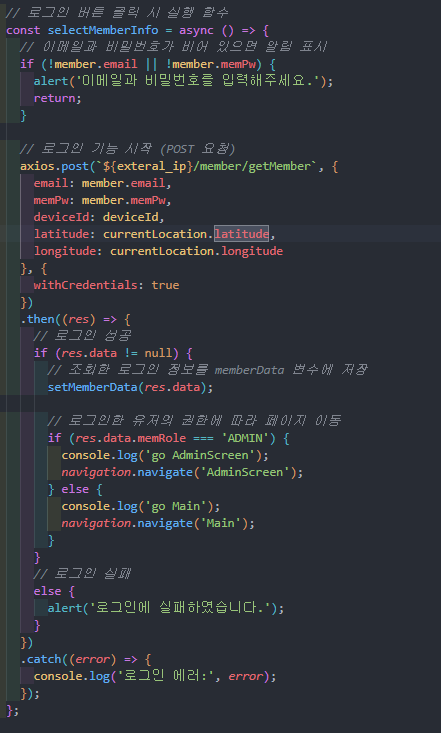 // 로그인 버튼 클릭 시 실행 함수
const selectMemberInfo = async () => {
  // 이메일과 비밀번호가 비어 있으면 알림 표시
  if (!member.email || !member.memPw) {
    alert('이메일과 비밀번호를 입력해주세요.');
    return;
  }

  // 로그인 기능 시작 (POST 요청)
  axios.post(`${exteral_ip}/member/getMember`, {
    email: member.email,
    memPw: member.memPw,
    deviceId: deviceId,
    latitude: currentLocation.latitude,
    longitude: currentLocation.longitude
  }, {
    withCredentials: true
  })
  .then((res) => {
    // 로그인 성공
    if (res.data != null) {
      // 조회한 로그인 정보를 memberData 변수에 저장
      setMemberData(res.data);

      // 로그인한 유저의 권한에 따라 페이지 이동
      if (res.data.memRole === 'ADMIN') {
        console.log('go AdminScreen');
        navigation.navigate('AdminScreen');
      } else {
        console.log('go Main');
        navigation.navigate('Main');
      }
    }
    // 로그인 실패
    else {
      alert('로그인에 실패하였습니다.');
    }
  })
  .catch((error) => {
    console.log('로그인 에러:', error);
  });
};